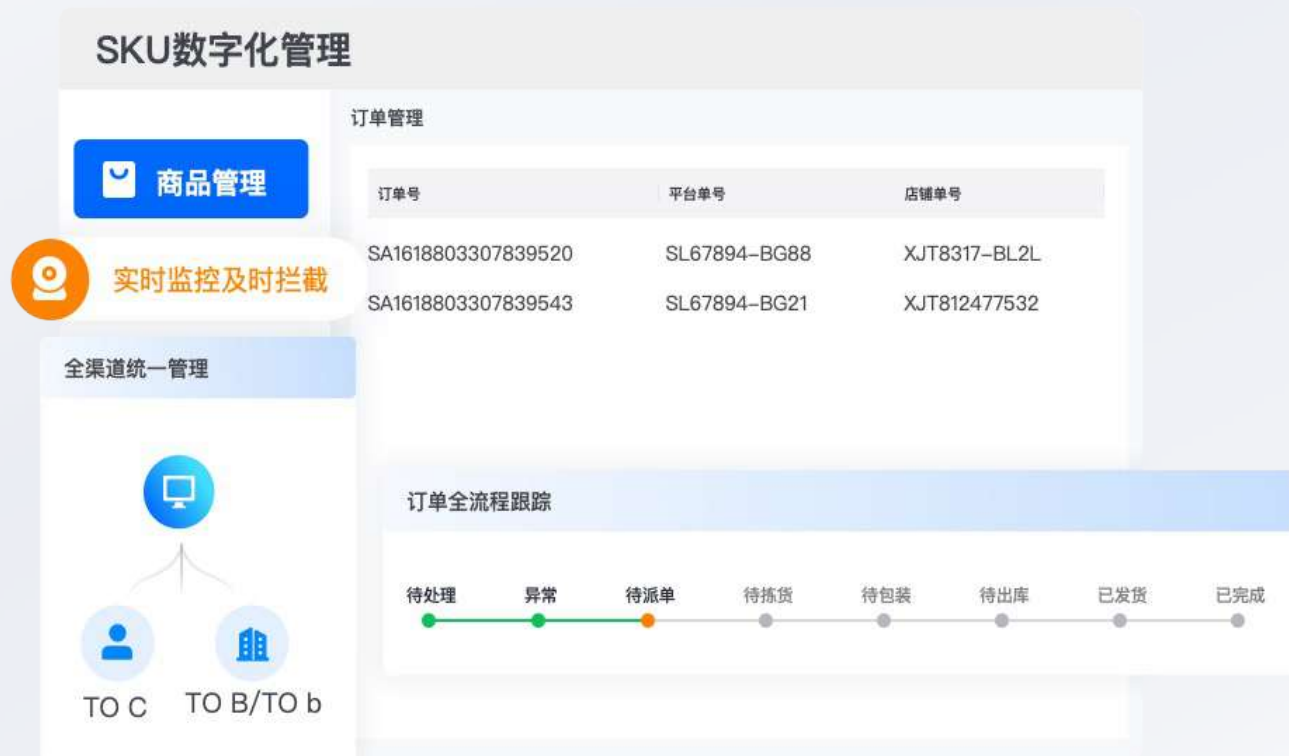 SKU数字化管理
商品管理
实时监控及时拦截
全渠道统一管理
TO C
TO B/TO b
订单管理
订单号 平台单号 店铺单号
SA1618803307839520 SL67894-BG88 XJT8317-BL2L
SA1618803307839543 SL67894-BG21 XJT812477532
订单全流程跟踪
待处理 异常 待派单 待拣货 待包装 待出库 已发货 已完成